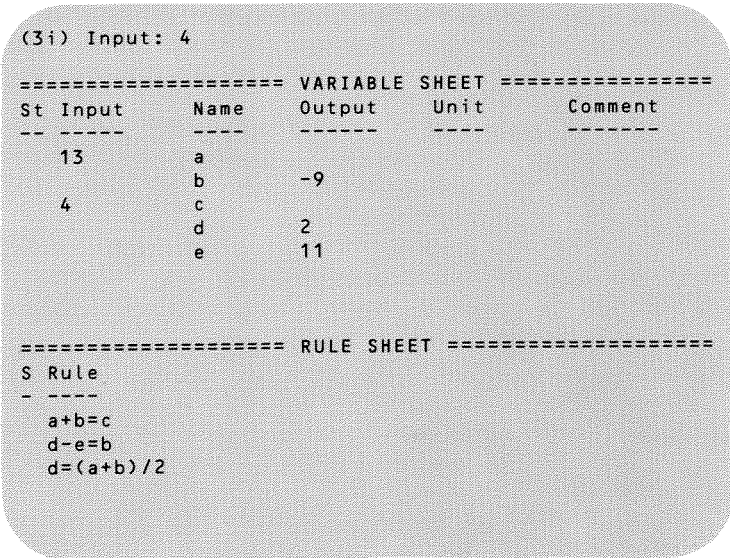 (3i) Input: 4
==================== VARIABLE SHEET ================
St Input Name Output Unit Comment
-- ----- ---- ------ ---- -------
13 a
b -9
4 c
d 2
e 11
==================== RULE SHEET ====================
S Rule
- ----
a+b=c
d-e=b
d=(a+b)/2